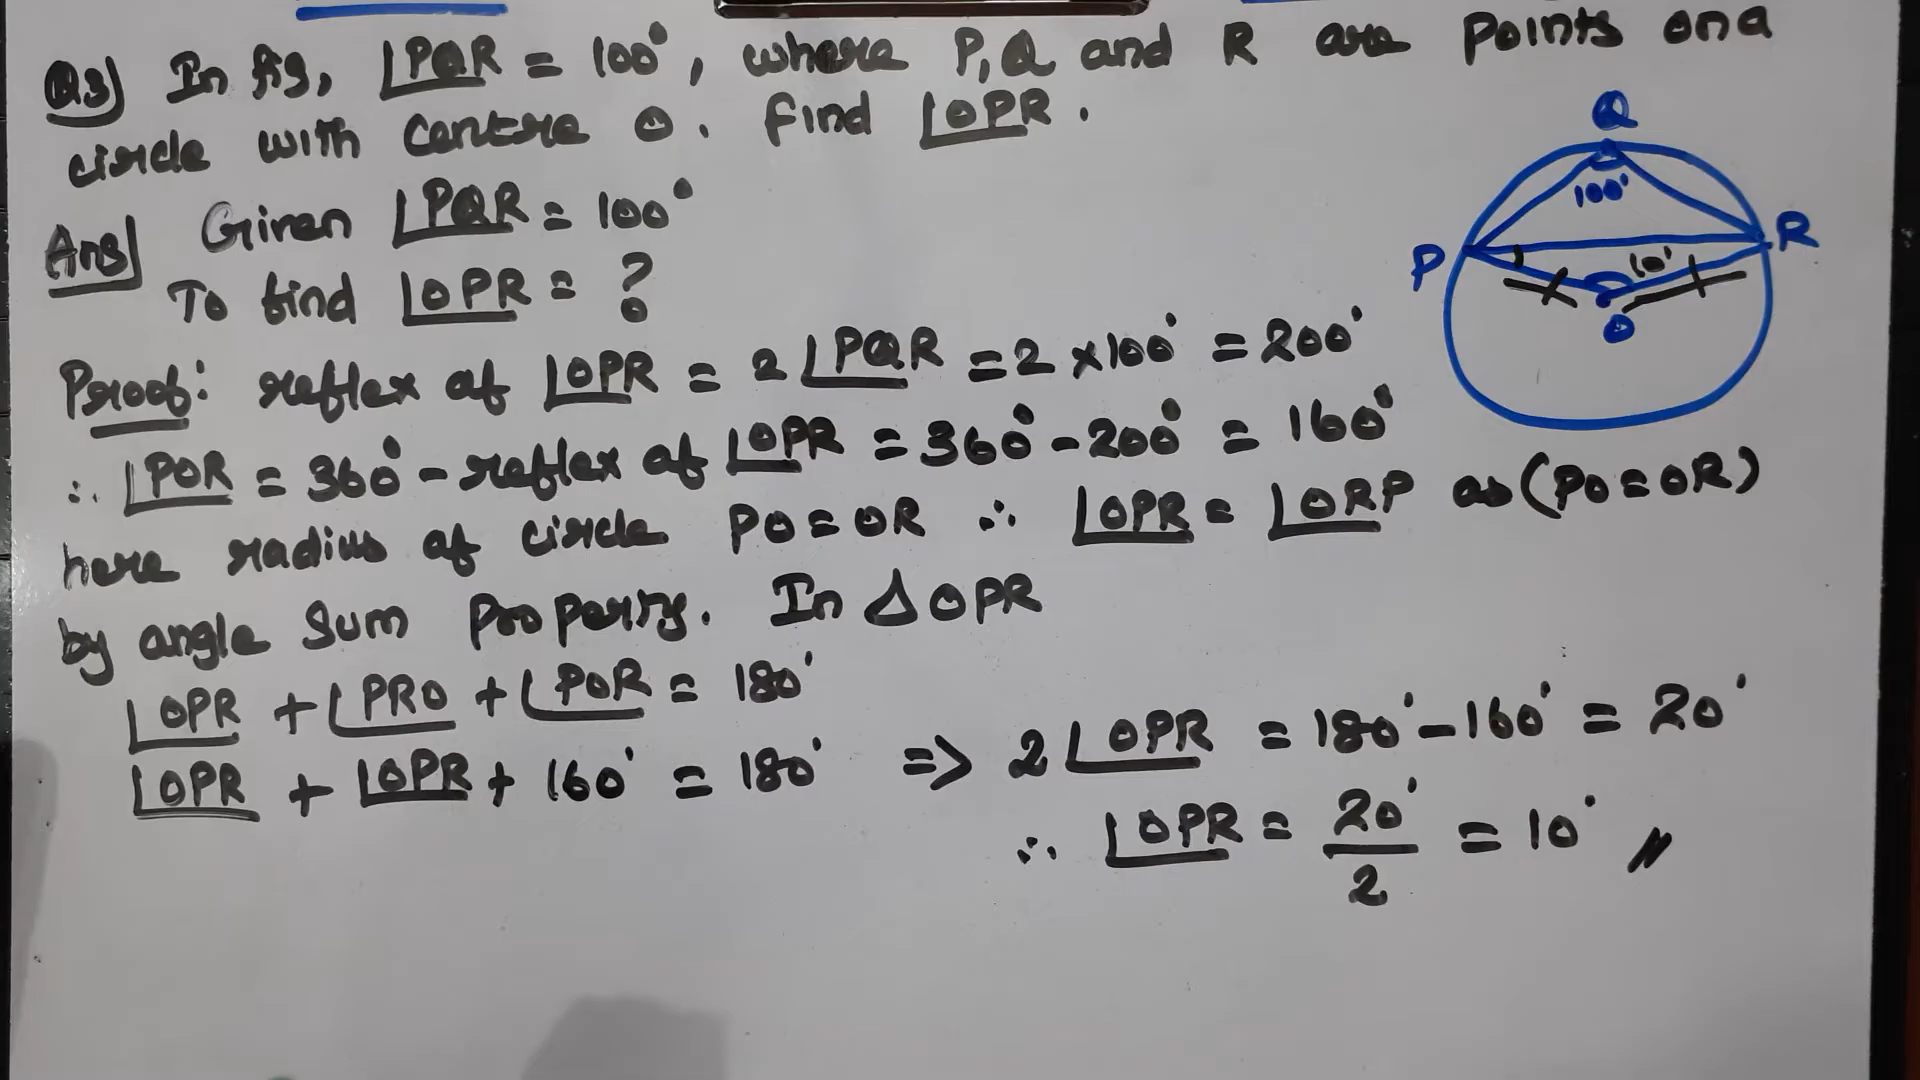 Q3) In fig, ∠PQR = 100°, where P, Q and R are points on a
circle with centre O. find ∠OPR.
Ans) Given ∠PQR = 100°
To find ∠OPR = ?
Proof: reflex of ∠OPR = 2 ∠PQR = 2 × 100° = 200°
∴ ∠POR = 360° - reflex of ∠OPR = 360° - 200° = 160°
here radius of circle PO = OR ∴ ∠OPR = ∠ORP as (PO = OR)
by angle sum Property. In △OPR
∠OPR + ∠PRO + ∠POR = 180°
∠OPR + ∠OPR + 160° = 180° => 2∠OPR = 180° - 160° = 20°
∴ ∠OPR = 20°/2 = 10° //
Q
100°
P
R
10°
O